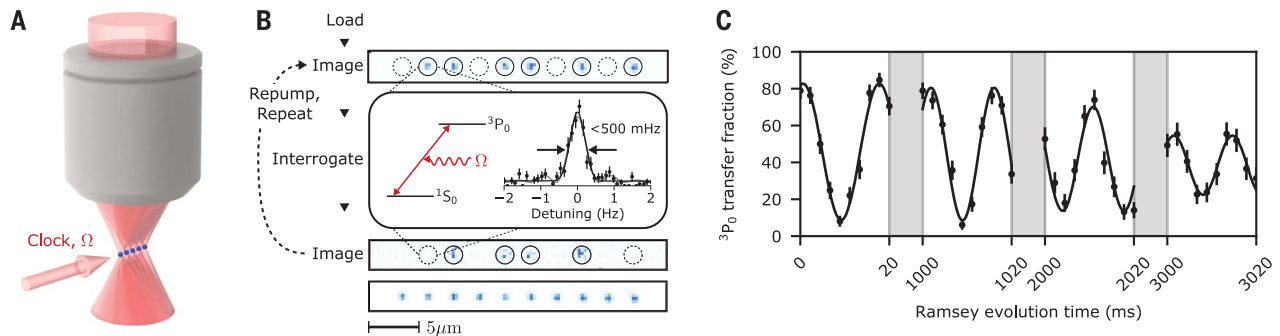 A
Clock, Ω
B
Load
Image
Repump,
Repeat
Interrogate
³P₀
Ω
¹S₀
<500 mHz
−2 −1 0 1 2
Detuning (Hz)
Image
5μm
C
³P₀ transfer fraction (%)
100
80
60
40
20
0
0 20 1000 1020 2000 2020 3000 3020
Ramsey evolution time (ms)